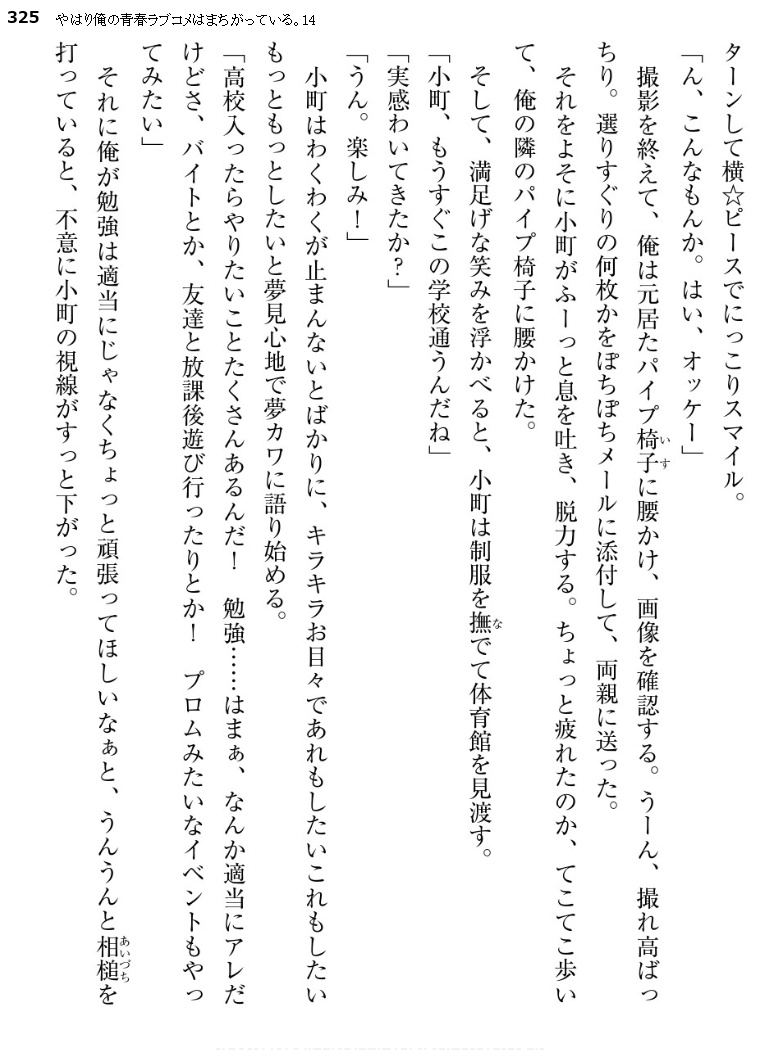 325 やはり俺の青春ラブコメはまちがっている。14
ターンして横☆ピースでにっこりスマイル。
「ん、こんなもんか。はい、オッケー」
　撮影を終えて、俺は元居たパイプ椅子に腰かけ、画像を確認する。うーん、撮れ高ばっ
ちり。選りすぐりの何枚かをぽちぽちメールに添付して、両親に送った。
　それをよそに小町がふーっと息を吐き、脱力する。ちょっと疲れたのか、てこてこ歩い
て、俺の隣のパイプ椅子に腰かけた。
　そして、満足げな笑みを浮かべると、小町は制服を撫でて体育館を見渡す。
「小町、もうすぐこの学校通うんだね」
「実感わいてきたか？」
「うん。楽しみ！」
　小町はわくわくが止まんないとばかりに、キラキラお目々であれもしたいこれもしたい
もっともっとしたいと夢見心地で夢カワに語り始める。
「高校入ったらやりたいことたくさんあるんだ！　勉強……はまぁ、なんか適当にアレだ
けどさ、バイトとか、友達と放課後遊び行ったりとか！　プロムみたいなイベントもやっ
てみたい」
　それに俺が勉強は適当にじゃなくちょっと頑張ってほしいなぁと、うんうんと相槌を
打っていると、不意に小町の視線がすっと下がった。